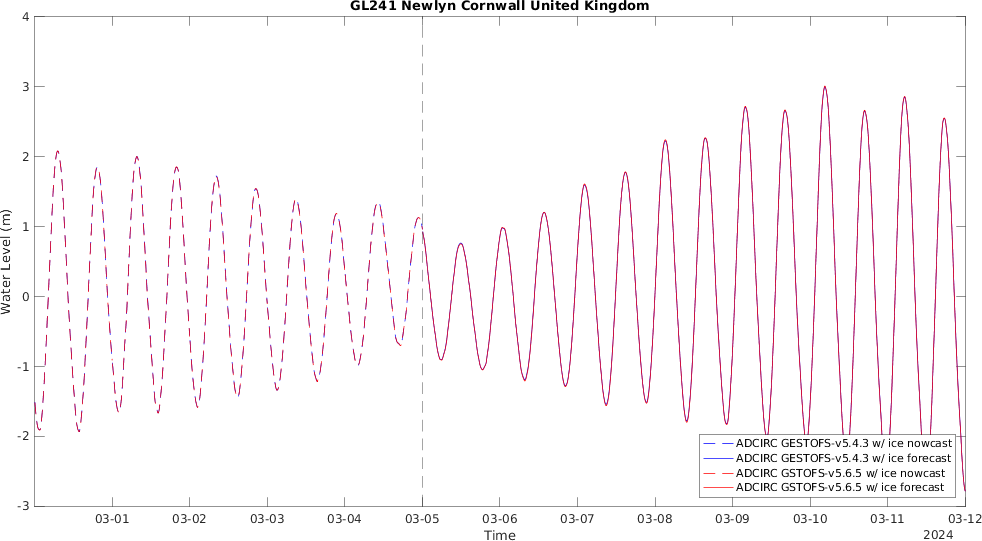 GL241 Newlyn Cornwall United Kingdom
4
3
2
1
0
-1
-2
-3
Water Level (m)
ADCIRC GESTOFS-v5.4.3 w/ ice nowcast
ADCIRC GESTOFS-v5.4.3 w/ ice forecast
ADCIRC GSTOFS-v5.6.5 w/ ice nowcast
ADCIRC GSTOFS-v5.6.5 w/ ice forecast
03-01 03-02 03-03 03-04 03-05 03-06 03-07 03-08 03-09 03-10 03-11 03-12
Time
2024